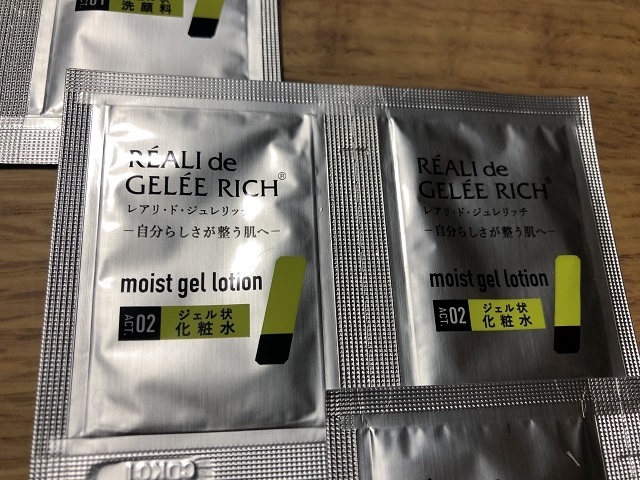 ACT.01
状
洗顔料
RÉALI de
GELÉE RICH®
レアリ・ド・ジュレリッチ
―自分らしさが整う肌へ―
moist gel lotion
ACT.02
ジェル状
化粧水
RÉALI de
GELÉE RICH®
レアリ・ド・ジュレリッチ
―自分らしさが整う肌へ―
moist gel lotion
ACT.02
ジェル状
化粧水